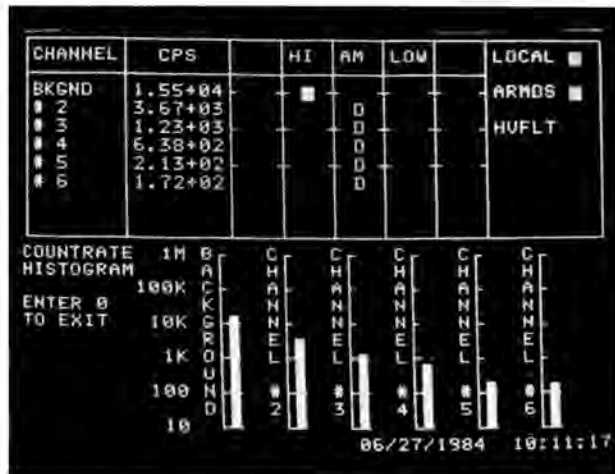 CHANNEL CPS HI AM LOW LOCAL
BKGND 1.55+04 ARMDS
# 2 3.67+03 D
# 3 1.23+03 D HVFLT
# 4 6.38+02 D
# 5 2.13+02 D
# 6 1.72+02 D
COUNTRATE HISTOGRAM
ENTER 0 TO EXIT
1M
100K
10K
1K
100
10
BACKGROUND
CHANNEL #2
CHANNEL #3
CHANNEL #4
CHANNEL #5
CHANNEL #6
06/27/1984 10:11:17